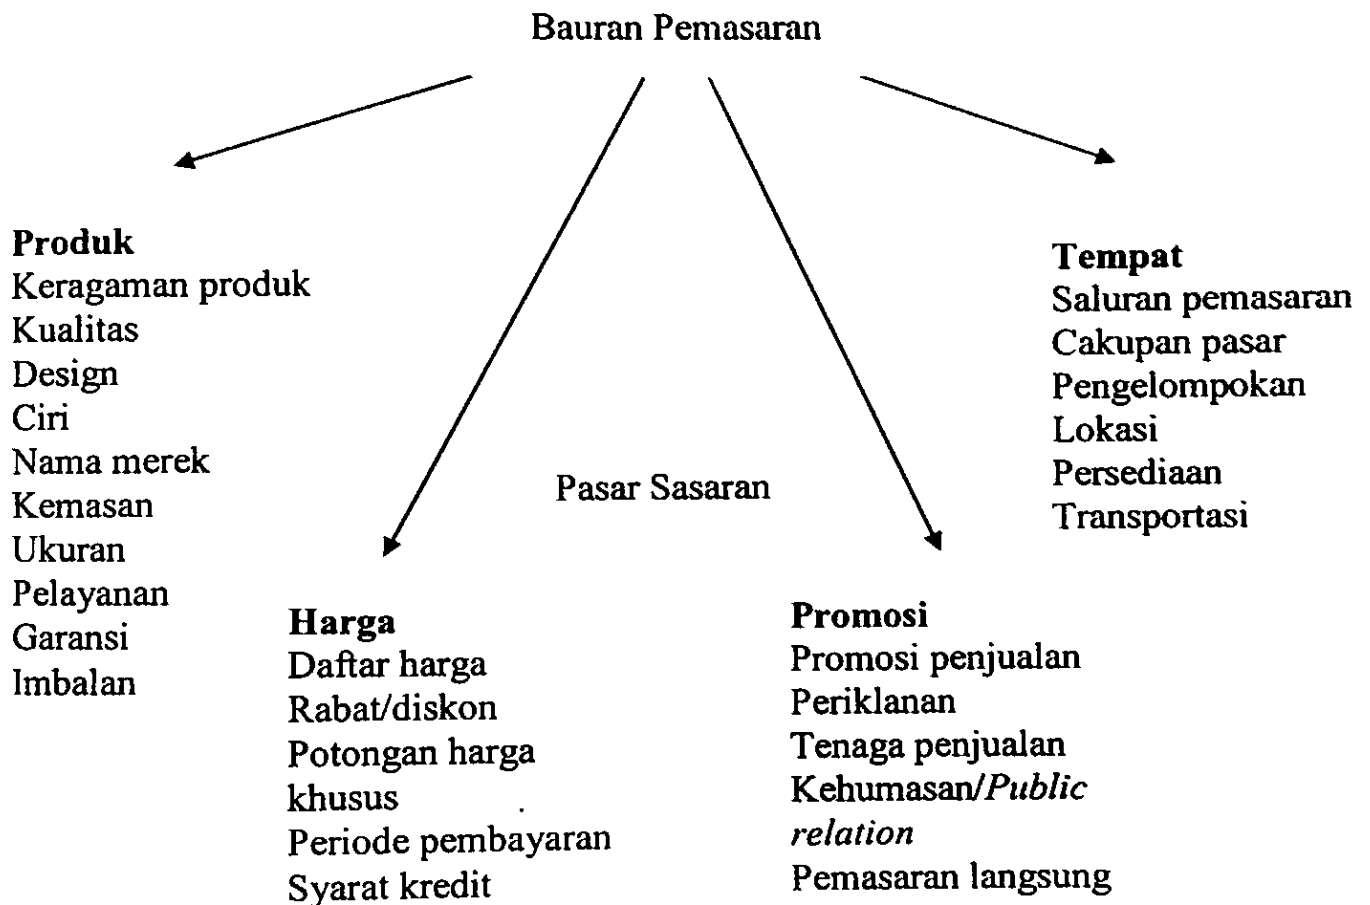 Bauran Pemasaran
Produk
Keragaman produk
Kualitas
Design
Ciri
Nama merek
Kemasan
Ukuran
Pelayanan
Garansi
Imbalan
Harga
Daftar harga
Rabat/diskon
Potongan harga
khusus
Periode pembayaran
Syarat kredit
Pasar Sasaran
Promosi
Promosi penjualan
Periklanan
Tenaga penjualan
Kehumasan/Public
relation
Pemasaran langsung
Tempat
Saluran pemasaran
Cakupan pasar
Pengelompokan
Lokasi
Persediaan
Transportasi